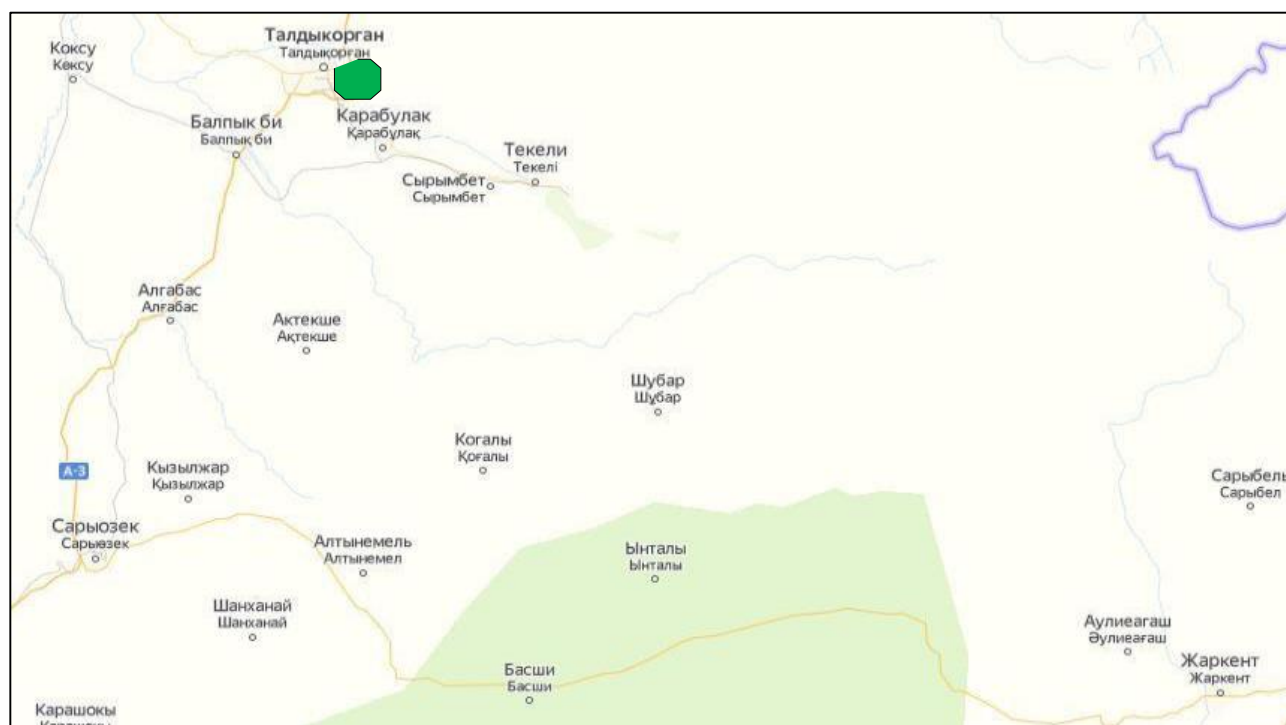 Талдыкорган
Талдықорған
Коксу
Көксу
Балпык би
Балпық би
Карабулак
Қарабұлақ
Текели
Текелі
Сырымбет
Сырымбет
Алгабас
Алғабас
Актекше
Ақтекше
Шубар
Шұбар
Когалы
Қоғалы
А-3
Кызылжар
Қызылжар
Сарыбель
Сарыбел
Сарыозек
Сарыөзек
Алтынемель
Алтынемел
Ынталы
Ынталы
Шанханай
Шанханай
Аулиеагаш
Әулиеағаш
Басши
Басши
Жаркент
Жаркент
Карашокы